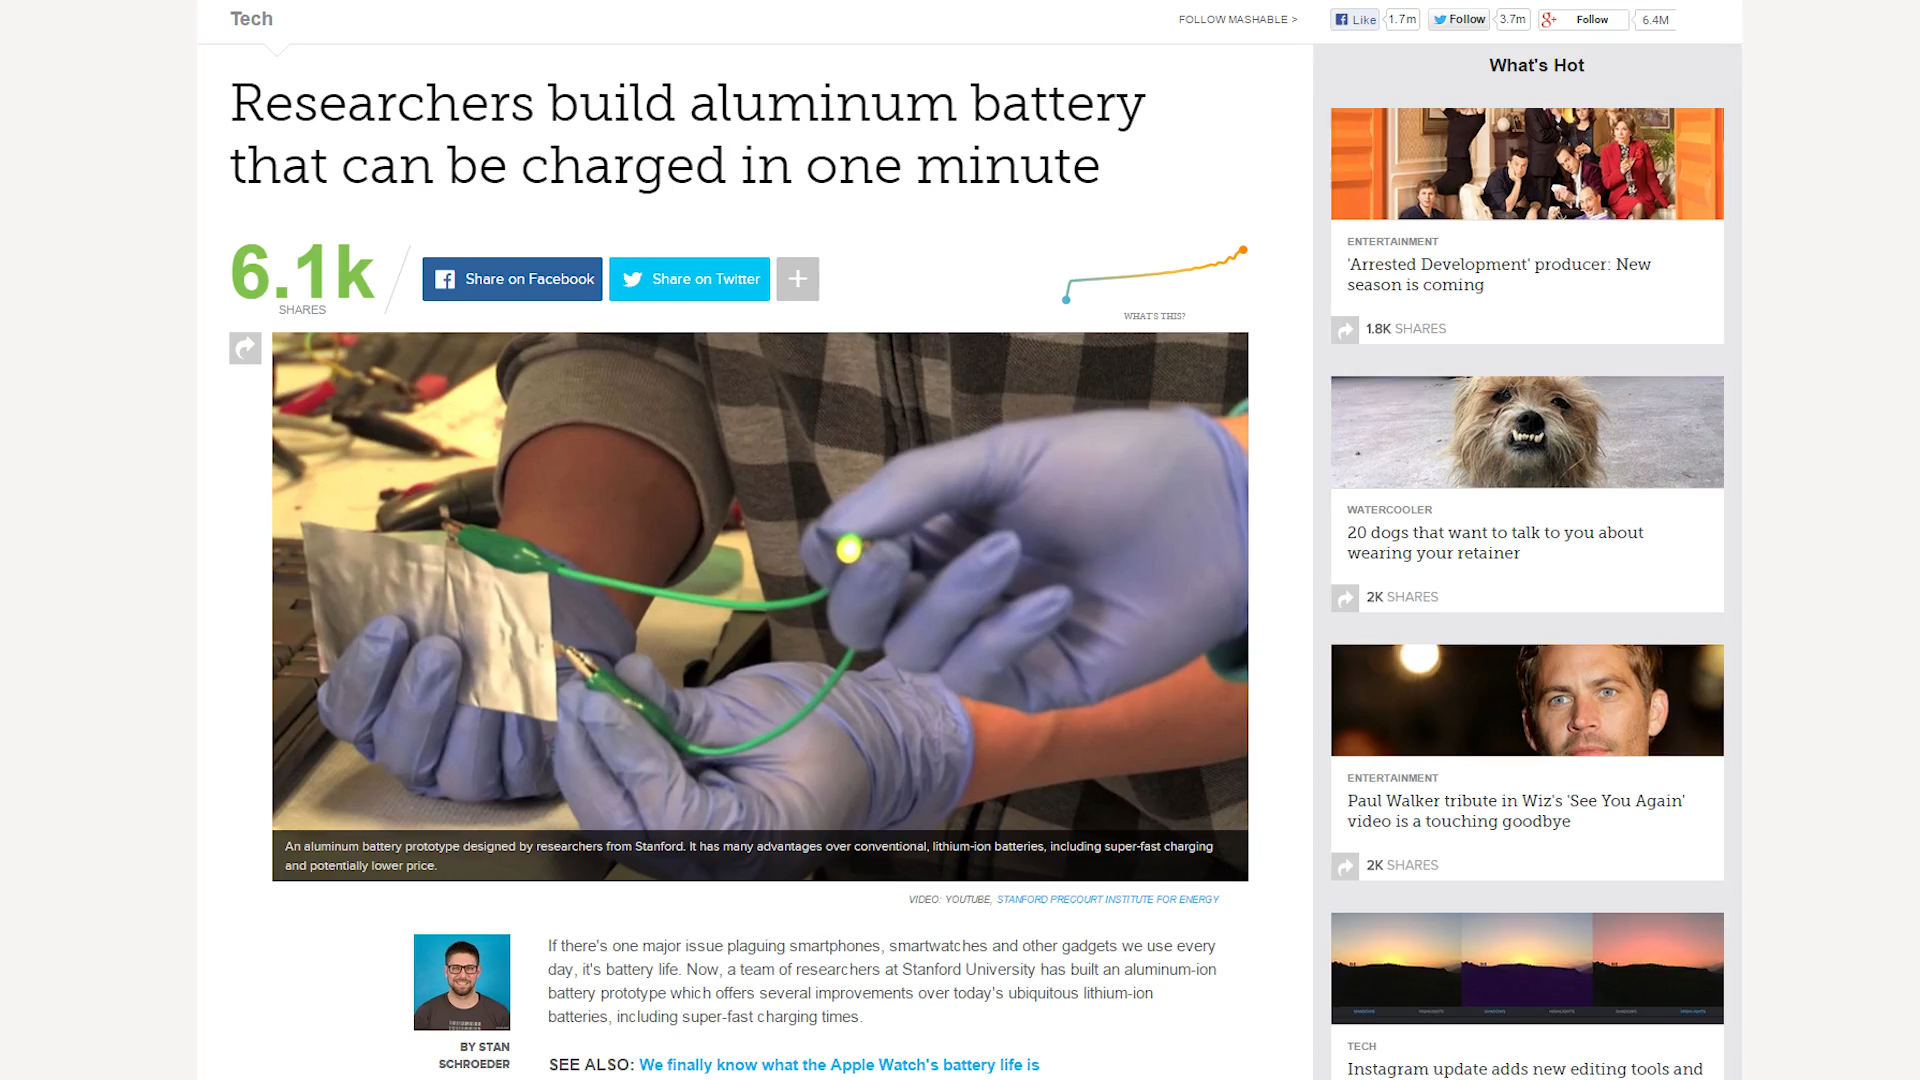 Tech
FOLLOW MASHABLE >
Like
1.7m
Follow
3.7m
g+
Follow
6.4M
Researchers build aluminum battery
that can be charged in one minute
6.1k
SHARES
Share on Facebook
Share on Twitter
+
WHAT'S THIS?
An aluminum battery prototype designed by researchers from Stanford. It has many advantages over conventional, lithium-ion batteries, including super-fast charging
and potentially lower price.
VIDEO: YOUTUBE, STANFORD PRECOURT INSTITUTE FOR ENERGY
BY STAN
SCHROEDER
If there's one major issue plaguing smartphones, smartwatches and other gadgets we use every
day, it's battery life. Now, a team of researchers at Stanford University has built an aluminum-ion
battery prototype which offers several improvements over today's ubiquitous lithium-ion
batteries, including super-fast charging times.
SEE ALSO: We finally know what the Apple Watch's battery life is
What's Hot
ENTERTAINMENT
'Arrested Development' producer: New
season is coming
1.8K SHARES
WATERCOOLER
20 dogs that want to talk to you about
wearing your retainer
2K SHARES
ENTERTAINMENT
Paul Walker tribute in Wiz's 'See You Again'
video is a touching goodbye
2K SHARES
SHADOWS HIGHLIGHTS SHADOWS HIGHLIGHTS SHADOWS HIGHLIGHTS
TECH
Instagram update adds new editing tools and